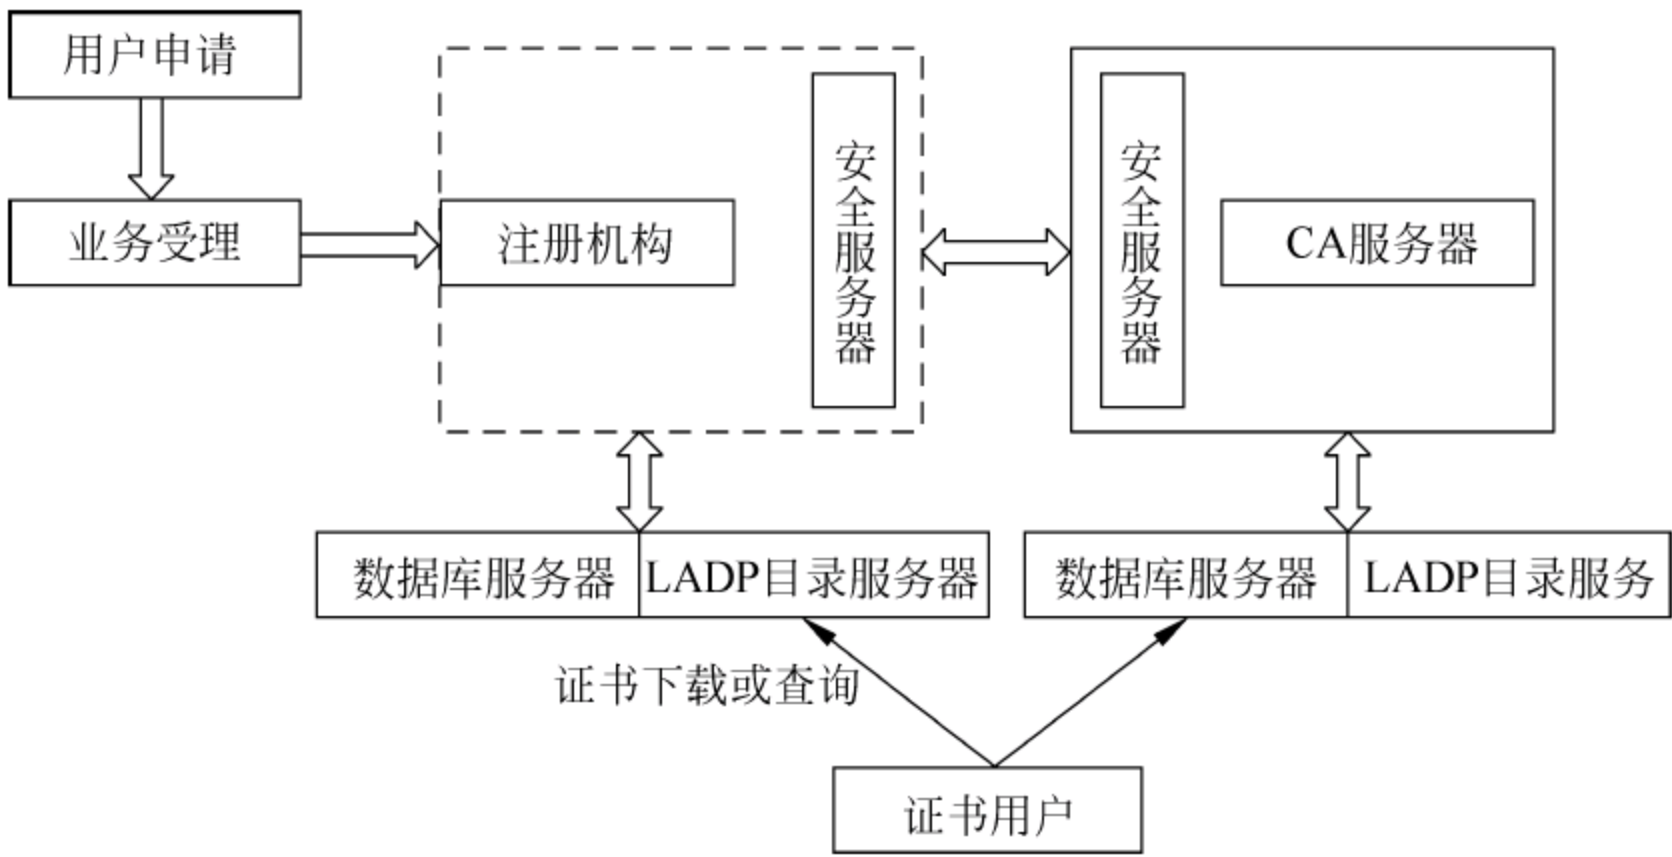 用户申请
业务受理
注册机构
安全服务器
安全服务器
CA服务器
数据库服务器
LADP目录服务器
数据库服务器
LADP目录服务
证书下载或查询
证书用户